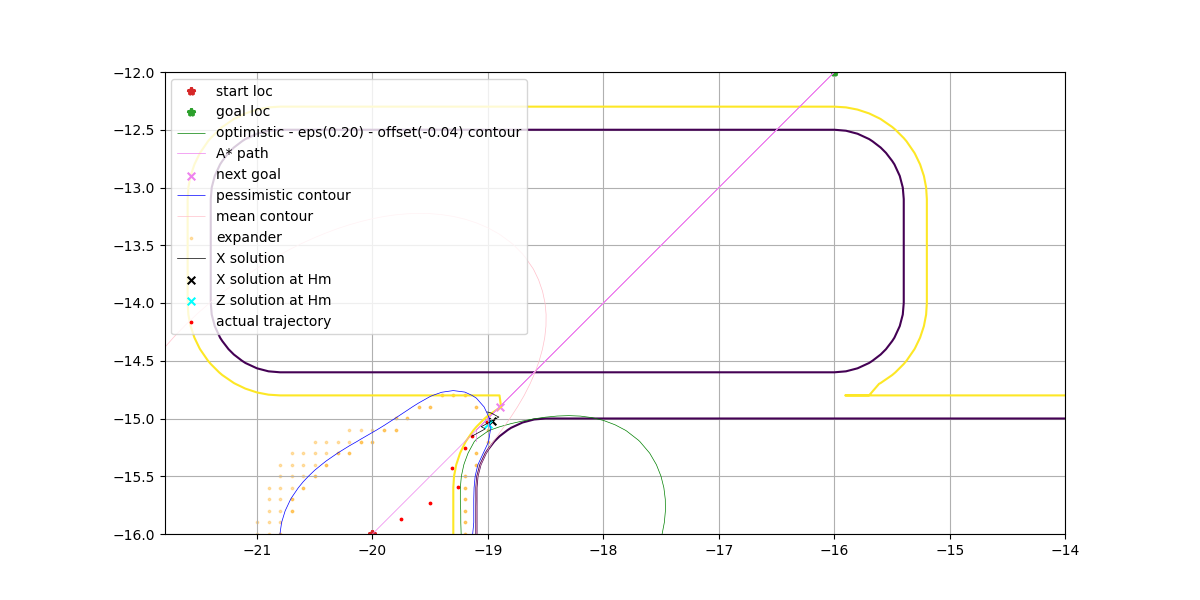 −12.0
−12.5
−13.0
−13.5
−14.0
−14.5
−15.0
−15.5
−16.0
start loc
goal loc
optimistic - eps(0.20) - offset(-0.04) contour
A* path
next goal
pessimistic contour
mean contour
expander
X solution
X solution at Hm
Z solution at Hm
actual trajectory
−21 −20 −19 −18 −17 −16 −15 −14